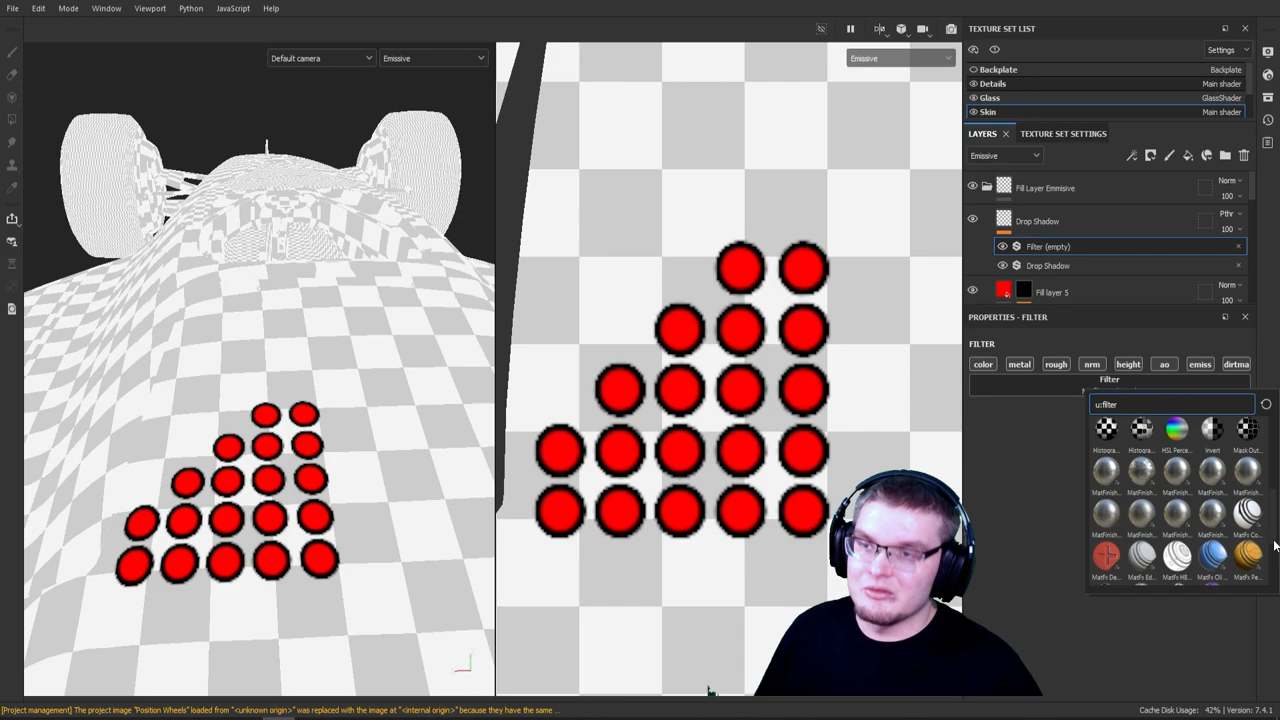 File Edit Mode Window Viewport Python JavaScript Help
Default camera
Emissive
Emissive
TEXTURE SET LIST
Settings
Backplate Backplate
Details Main shader
Glass GlassShader
Skin Main shader
LAYERS TEXTURE SET SETTINGS
Emissive
Fill Layer Emmisive Norm 100
Drop Shadow Pthr 100
Filter (empty)
Drop Shadow
Fill layer 5 Norm 100
PROPERTIES - FILTER
FILTER
color metal rough nrm height ao emiss dirtma
Filter
u:filter
Histogra... Histogra... HSL Perce... Invert Mask Out...
MatFinish... MatFinish... MatFinish... MatFinish... MatFinish...
MatFinish... MatFinish... MatFinish... MatFinish... MatFx Co...
MatFx De... MatFx Ed... MatFx HB... MatFx Oil ... MatFx Pe...
[Project management] The project image "Position Wheels" loaded from "<unknown origin>" was replaced with the image at "<internal origin>" because they have the same ...
Cache Disk Usage: 42% | Version: 7.4.1